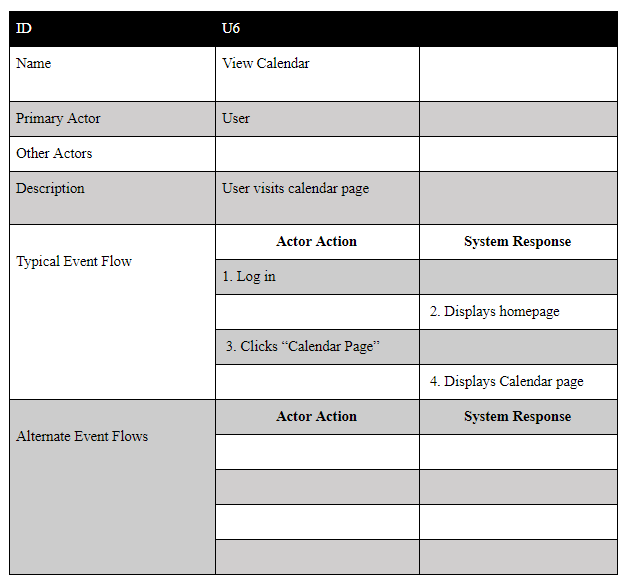 ID U6
Name View Calendar
Primary Actor User
Other Actors
Description User visits calendar page
Actor Action System Response
Typical Event Flow
1. Log in
2. Displays homepage
3. Clicks “Calendar Page”
4. Displays Calendar page
Actor Action System Response
Alternate Event Flows